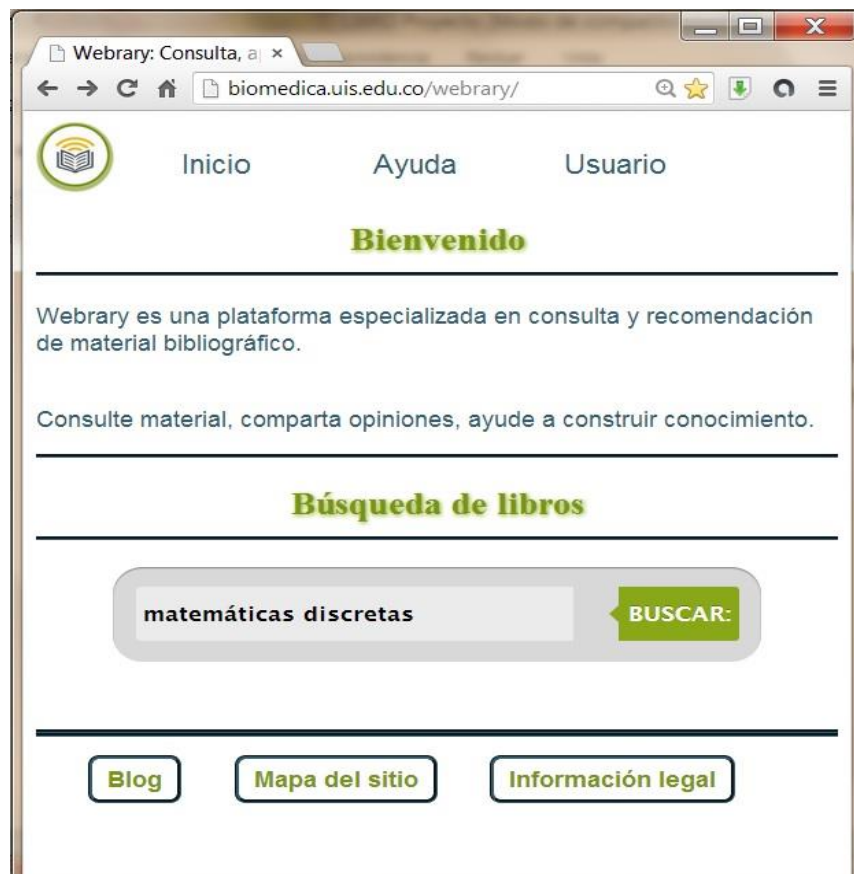 Webrary: Consulta, a
biomedica.uis.edu.co/webrary/
Inicio Ayuda Usuario
Bienvenido
Webrary es una plataforma especializada en consulta y recomendación
de material bibliográfico.
Consulte material, comparta opiniones, ayude a construir conocimiento.
Búsqueda de libros
matemáticas discretas BUSCAR:
Blog Mapa del sitio Información legal